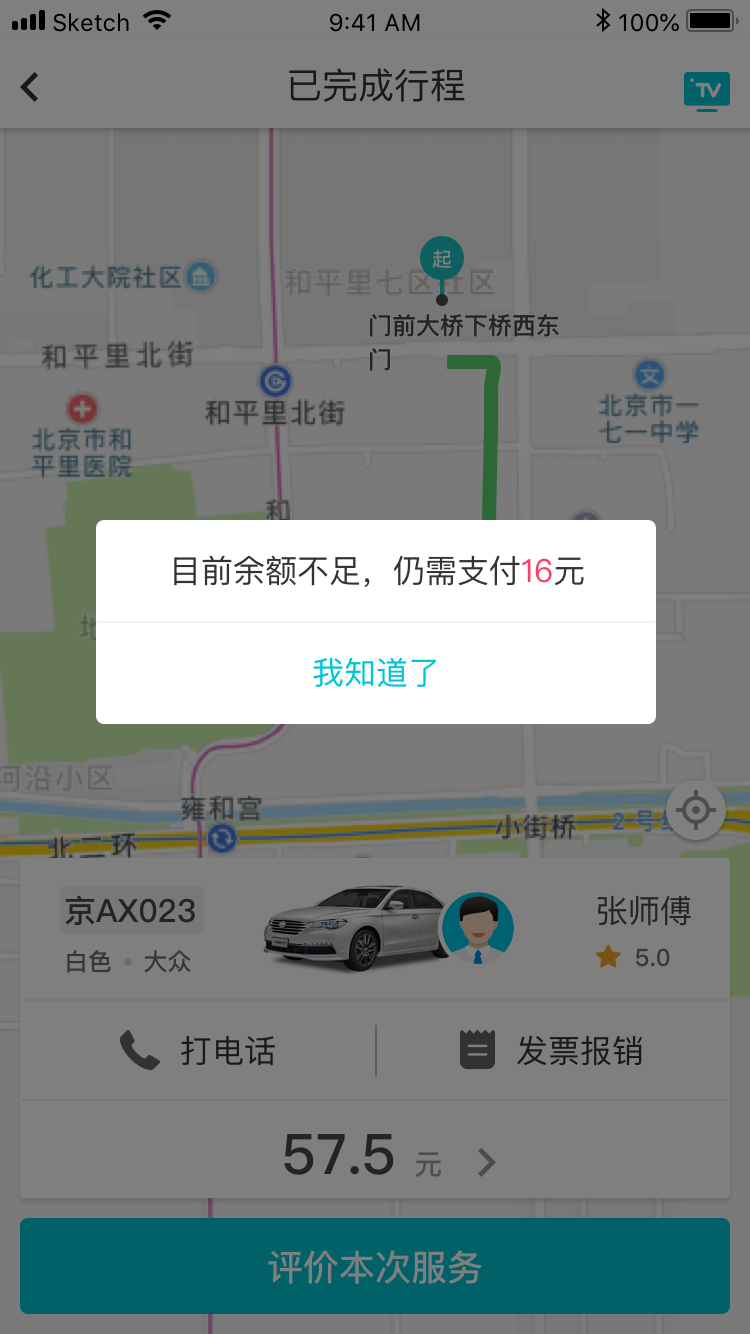 Sketch
9:41 AM
100%
已完成行程
TV
起
化工大院社区
和平里七区社区
门前大桥下桥西东
门
和平里北街
和平里北街
北京市一
七一中学
北京市和
平里医院
和
目前余额不足，仍需支付16元
地
我知道了
河沿小区
雍和宫
小街桥
2号
北二环
京AX023
张师傅
白色 • 大众
5.0
打电话
发票报销
57.5 元
评价本次服务